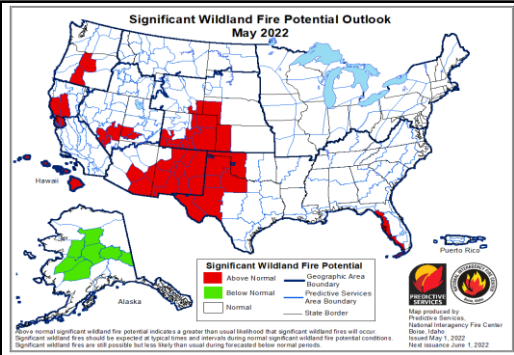 Significant Wildland Fire Potential Outlook
May 2022
Hawaii
Puerto Rico
Alaska
Significant Wildland Fire Potential
Above Normal
Below Normal
Normal
Geographic Area
Boundary
Predictive Services
Area Boundary
State Border
PREDICTIVE
SERVICES
Map produced by
Predictive Services,
National Interagency Fire Center
Boise, Idaho
Issued May 1, 2022
Next issuance June 1, 2022
Above normal significant wildland fire potential indicates a greater than usual likelihood that significant wildland fires will occur.
Significant wildland fires should be expected at typical times and intervals during normal significant wildland fire potential conditions.
Significant wildland fires are still possible but less likely than usual during forecasted below normal periods.